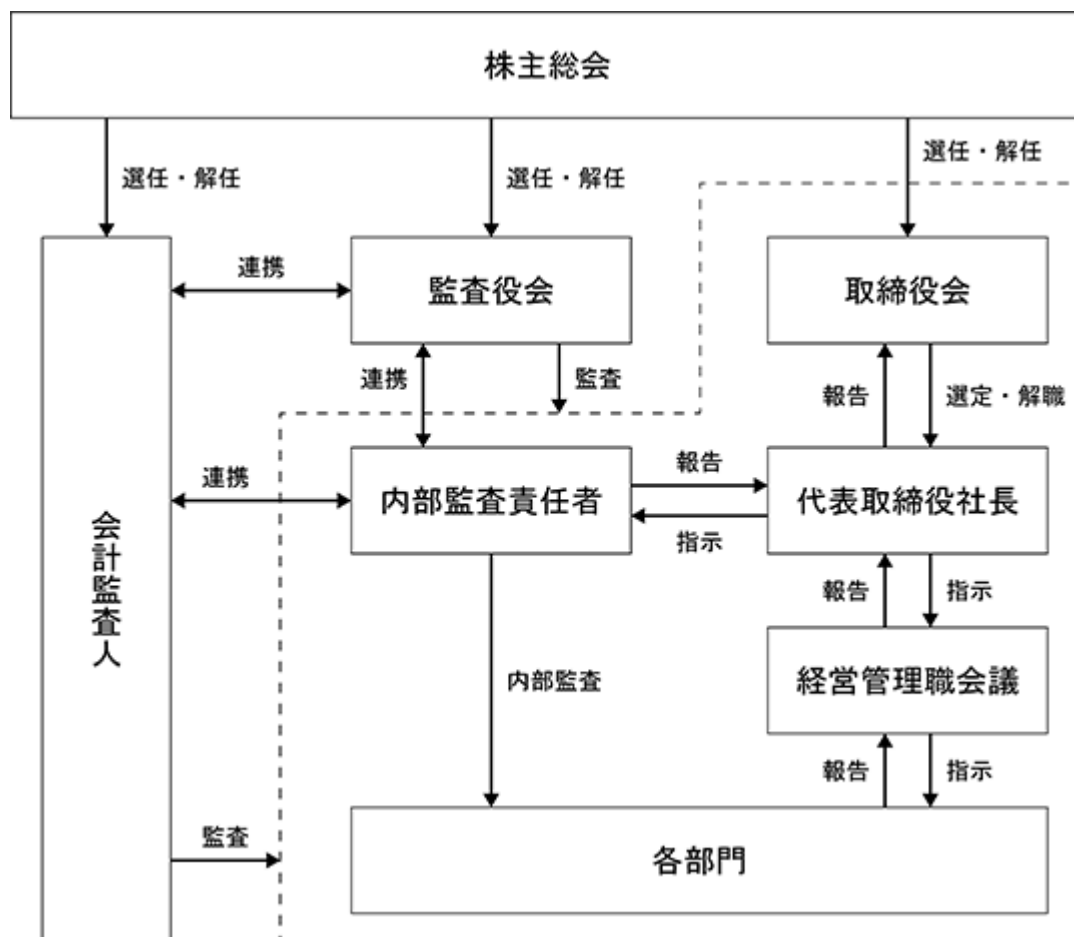 株主総会
選任・解任
選任・解任
選任・解任
連携
監査役会
取締役会
連携
監査
報告
選定・解職
連携
内部監査責任者
報告
指示
代表取締役社長
会計監査人
報告
指示
内部監査
経営管理職会議
報告
指示
監査
各部門